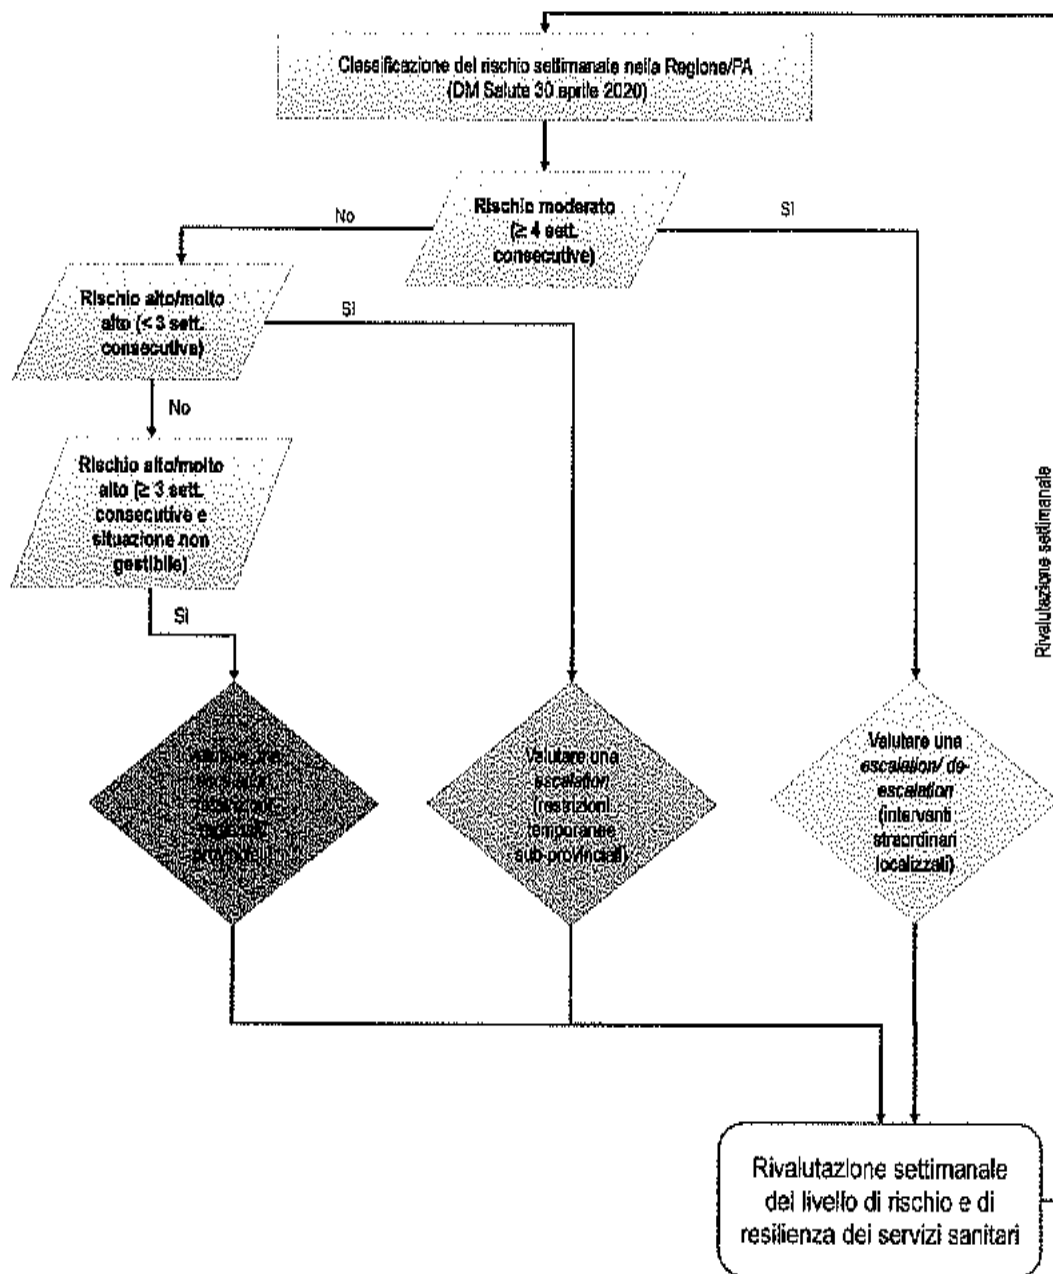 Classificazione del rischio settimanale nella Regione/PA
(DM Salute 30 aprile 2020)
Rischio moderato
(≥ 4 sett.
consecutive)
No
Sì
Rischio alto/molto
alto (< 3 sett.
consecutive)
Sì
No
Rischio alto/molto
alto (≥ 3 sett.
consecutive e
situazione non
gestibile)
Sì
Valutare una
escalation
(restrizioni
temporanee
sub-provinciali)
Valutare una
escalation/ de-
escalation
(interventi
straordinari
localizzati)
Rivalutazione settimanale
Rivalutazione settimanale
del livello di rischio e di
resilienza dei servizi sanitari